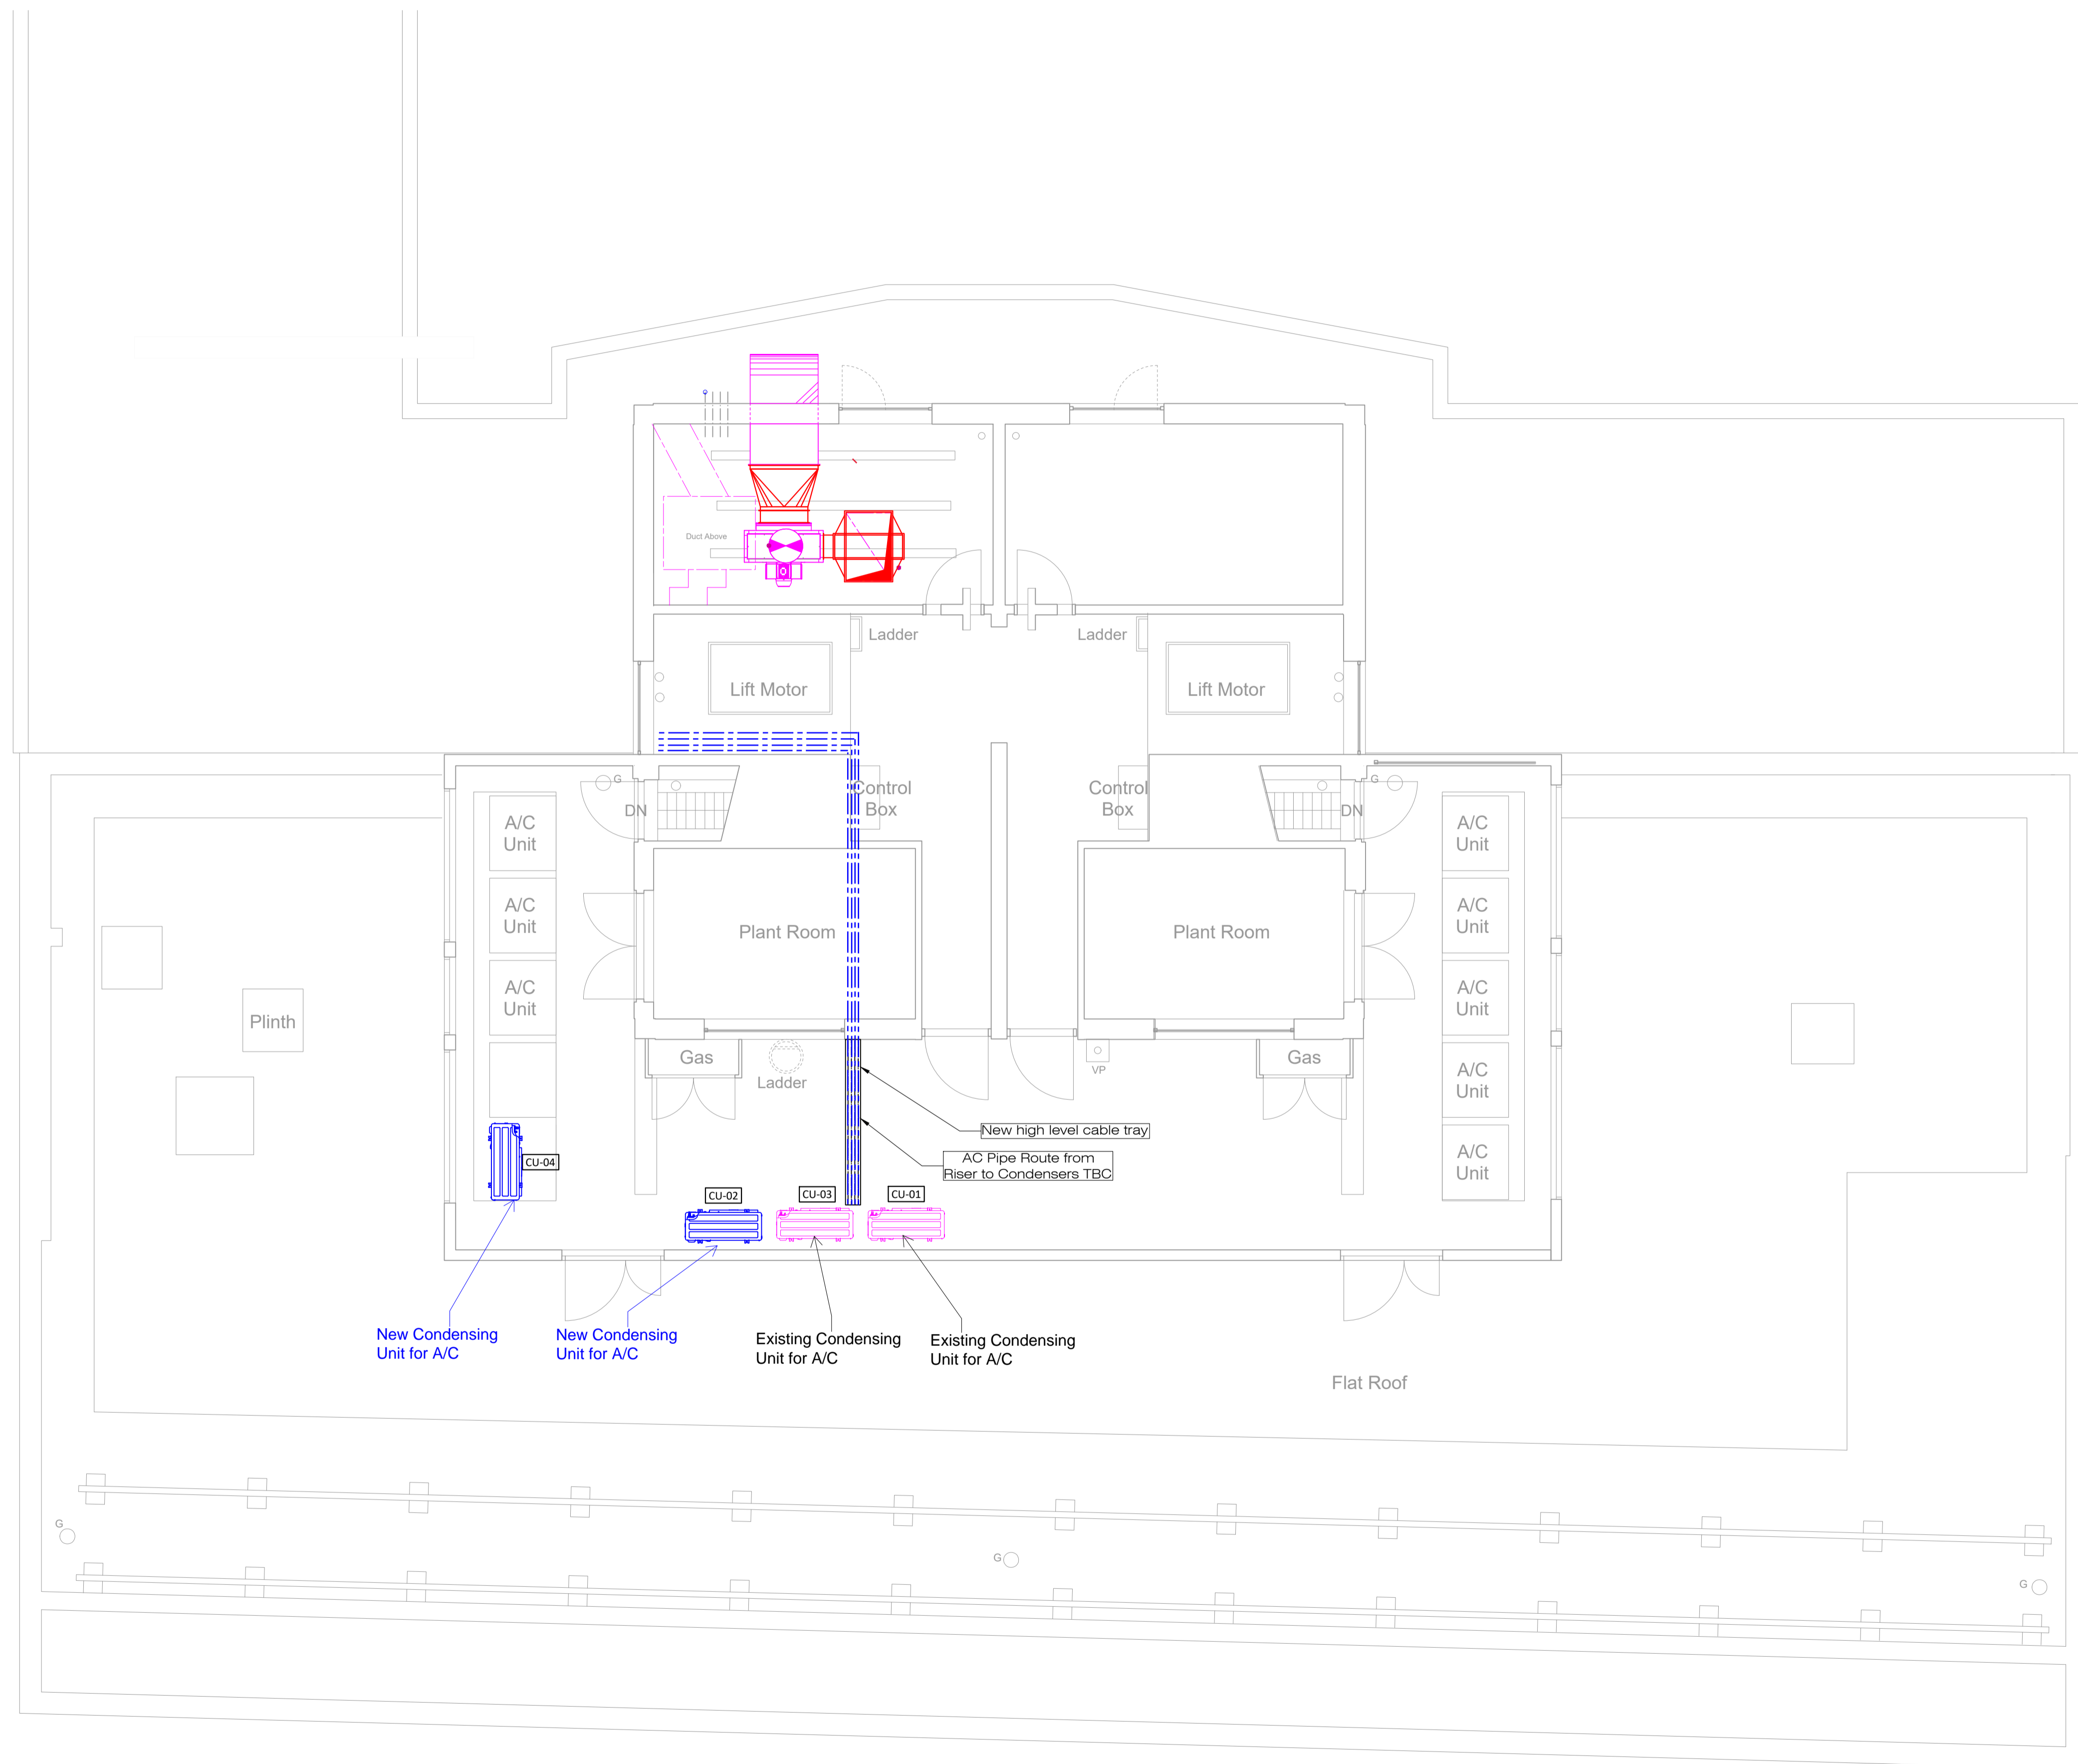 Duct Above
Ladder
Ladder
Lift Motor
Lift Motor
G
G
DN
Control
Box
Control
Box
DN
A/C
Unit
A/C
Unit
A/C
Unit
A/C
Unit
Plant Room
Plant Room
A/C
Unit
A/C
Unit
Plinth
Gas
Ladder
VP
Gas
A/C
Unit
New high level cable tray
AC Pipe Route from
Riser to Condensers TBC
A/C
Unit
CU-04
CU-02
CU-03
CU-01
New Condensing
Unit for A/C
New Condensing
Unit for A/C
Existing Condensing
Unit for A/C
Existing Condensing
Unit for A/C
Flat Roof
G
G
G